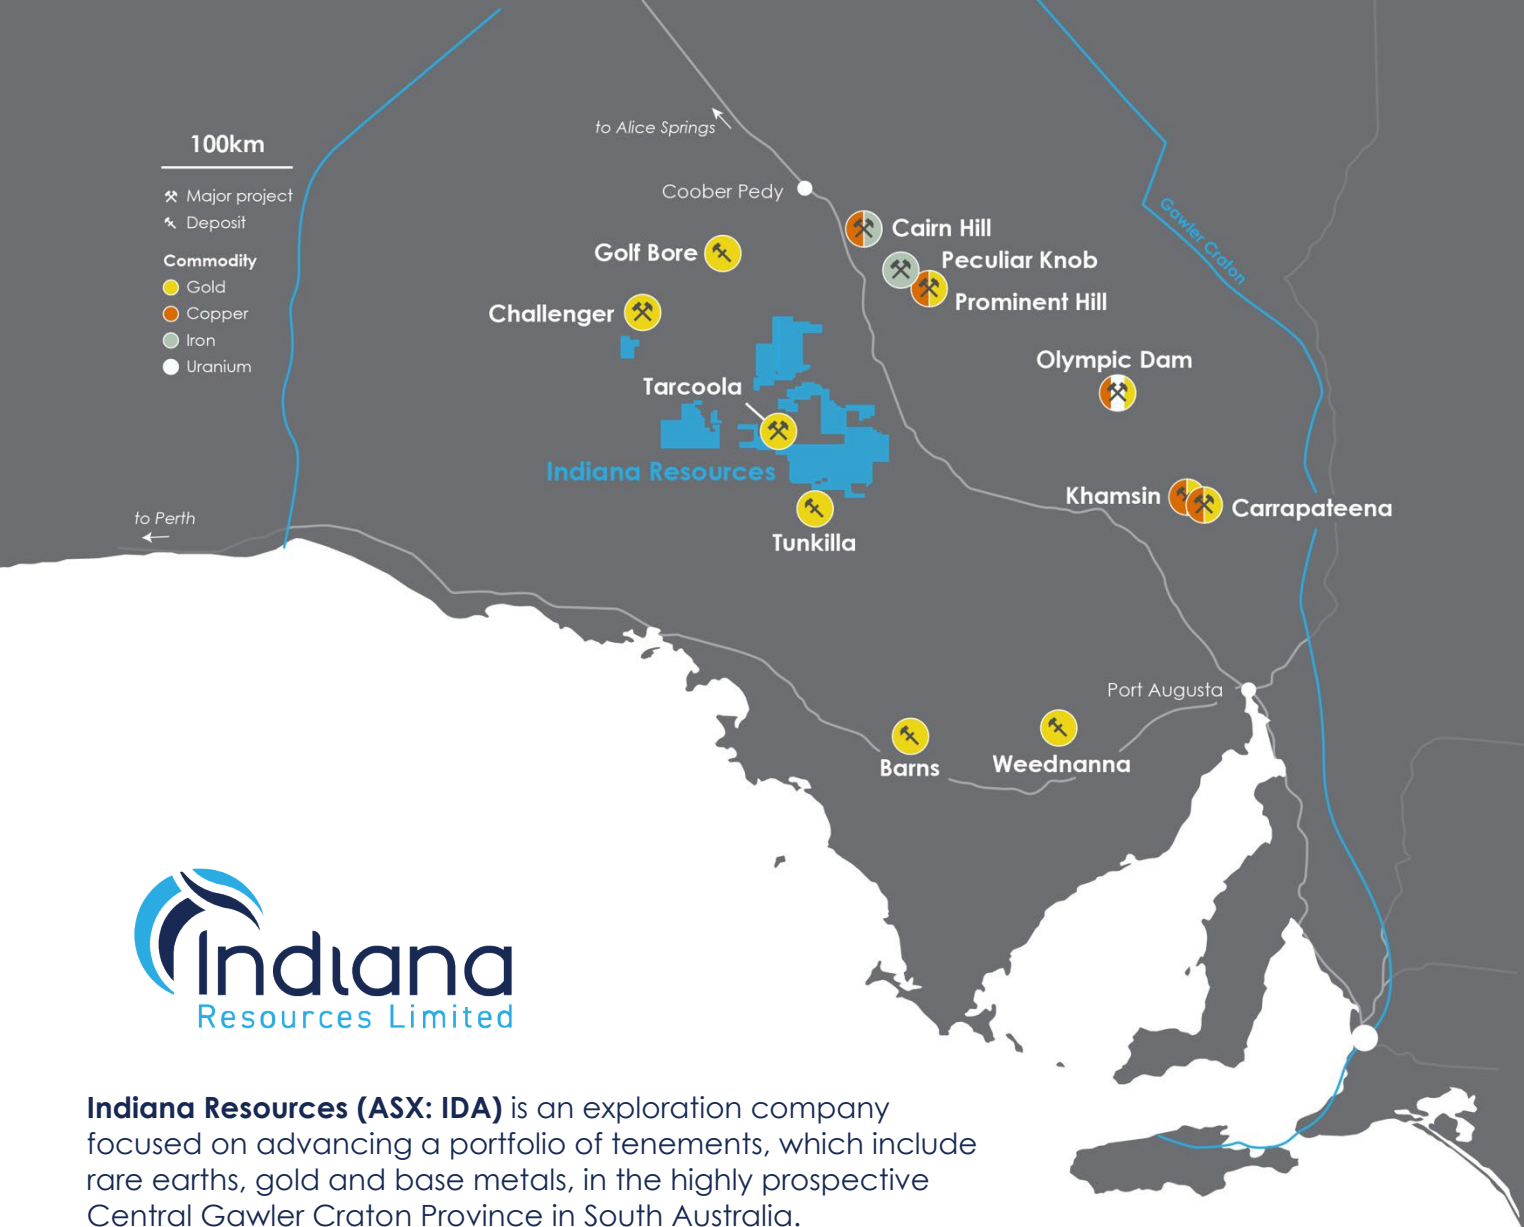 100km
Major project
Deposit
Commodity
Gold
Copper
Iron
Uranium
to Alice Springs
Coober Pedy
Cairn Hill
Golf Bore
Peculiar Knob
Prominent Hill
Challenger
Gawler Craton
Olympic Dam
Tarcoola
Indiana Resources
Khamsin
Carrapateena
to Perth
Tunkilla
Port Augusta
Barns
Weednanna
Indiana
Resources Limited
Indiana Resources (ASX: IDA) is an exploration company
focused on advancing a portfolio of tenements, which include
rare earths, gold and base metals, in the highly prospective
Central Gawler Craton Province in South Australia.